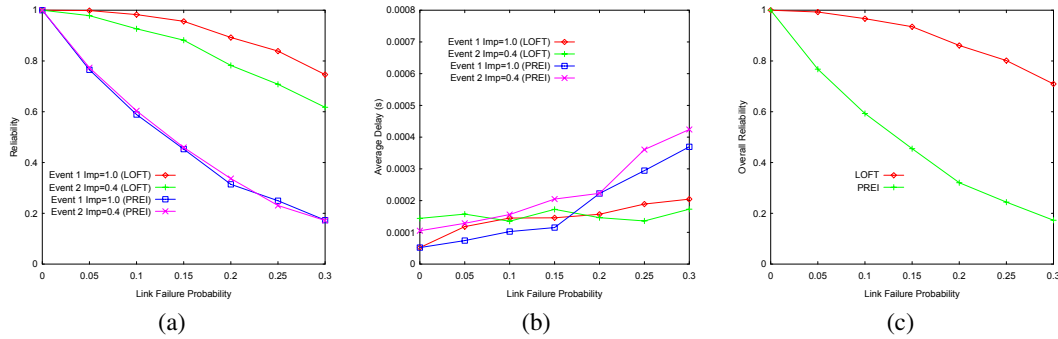 1
0.8
0.6
0.4
0.2
0
Reliability
Event 1 Imp=1.0 (LOFT)
Event 2 Imp=0.4 (LOFT)
Event 1 Imp=1.0 (PREI)
Event 2 Imp=0.4 (PREI)
0 0.05 0.1 0.15 0.2 0.25 0.3
Link Failure Probability
(a)
0.0008
0.0007
0.0006
0.0005
0.0004
0.0003
0.0002
0.0001
0
Average Delay (s)
Event 1 Imp=1.0 (LOFT)
Event 2 Imp=0.4 (LOFT)
Event 1 Imp=1.0 (PREI)
Event 2 Imp=0.4 (PREI)
0 0.05 0.1 0.15 0.2 0.25 0.3
Link Failure Probability
(b)
1
0.8
0.6
0.4
0.2
0
Overall Reliability
LOFT
PREI
0 0.05 0.1 0.15 0.2 0.25 0.3
Link Failure Probability
(c)